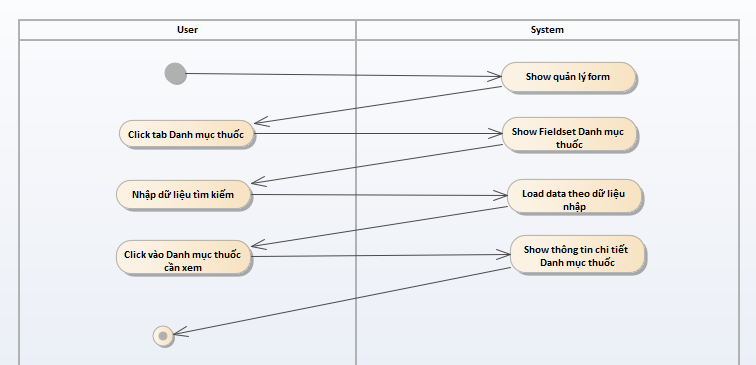 User
System
Show quản lý form
Click tab Danh mục thuốc
Show Fieldset Danh mục
thuốc
Nhập dữ liệu tìm kiếm
Load data theo dữ liệu
nhập
Click vào Danh mục thuốc
cần xem
Show thông tin chi tiết
Danh mục thuốc